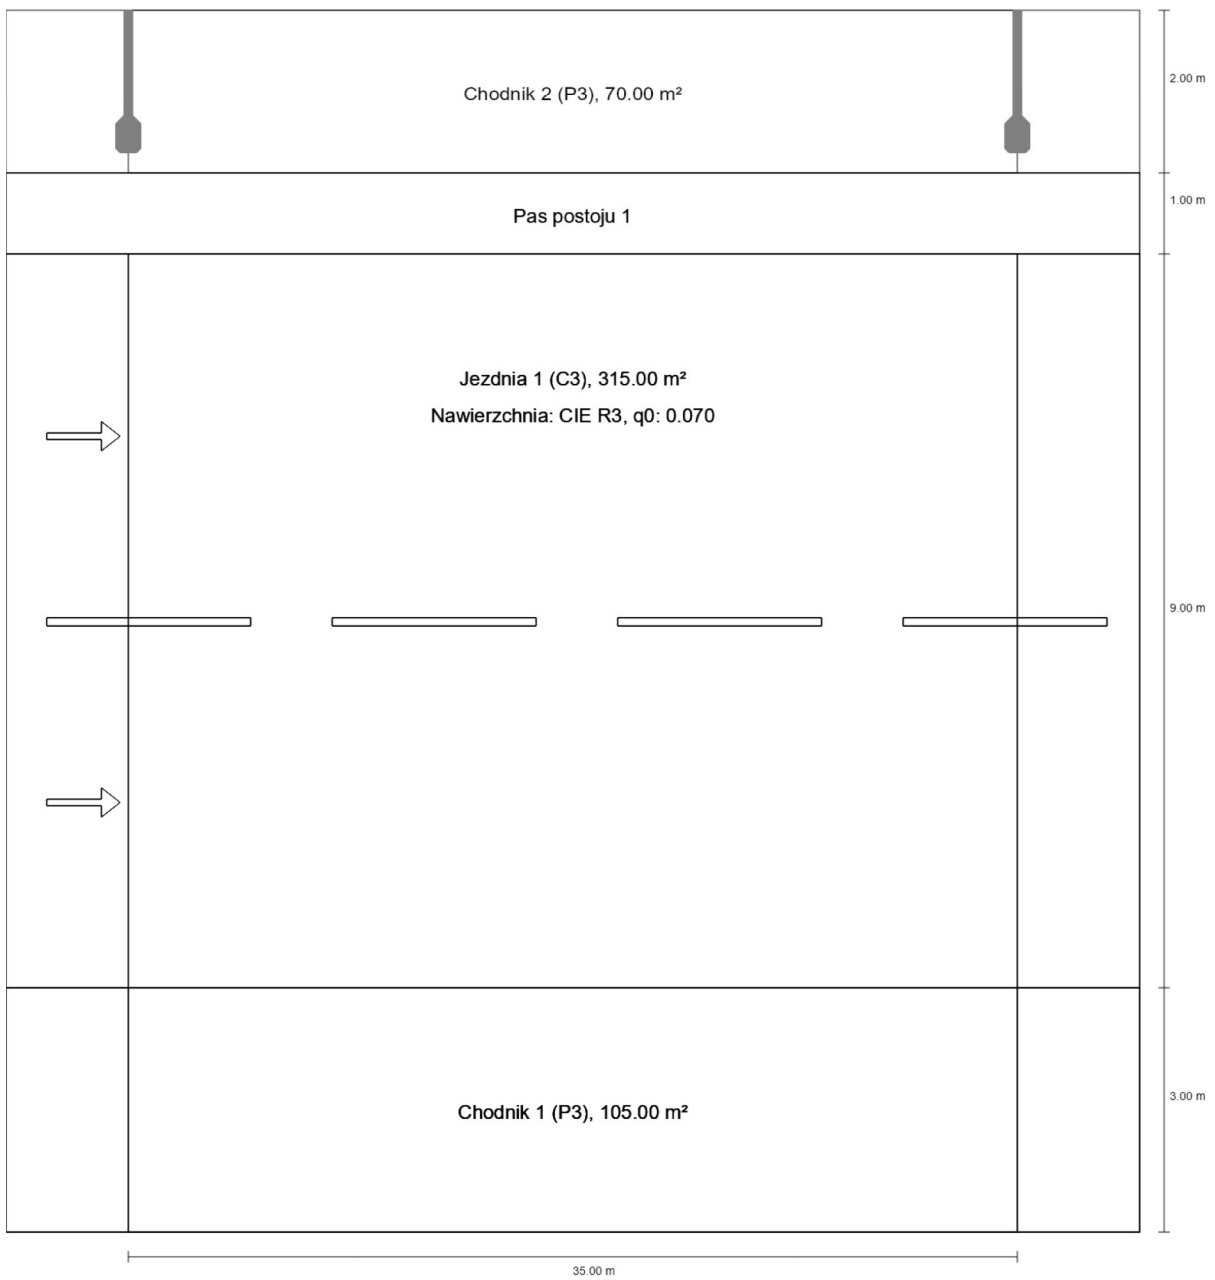 Chodnik 2 (P3), 70.00 m²
2.00 m
1.00 m
Pas postoju 1
Jezdnia 1 (C3), 315.00 m²
Nawierzchnia: CIE R3, q0: 0.070
9.00 m
3.00 m
Chodnik 1 (P3), 105.00 m²
35.00 m